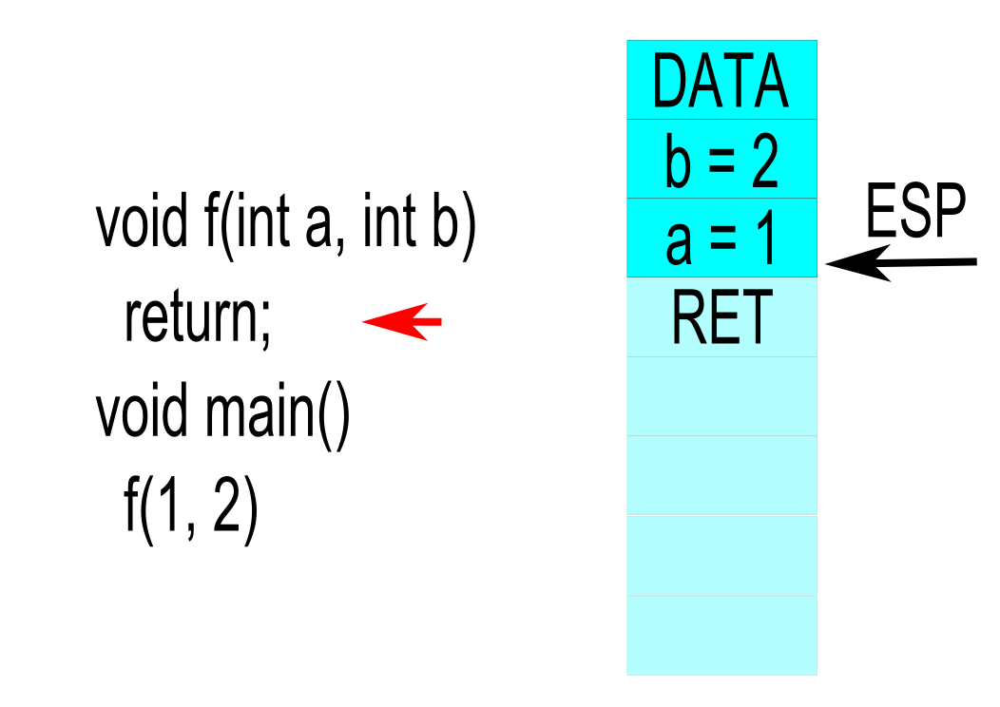 void f(int a, int b)
return;
void main()
f(1, 2)
DATA
b = 2
a = 1
RET
ESP